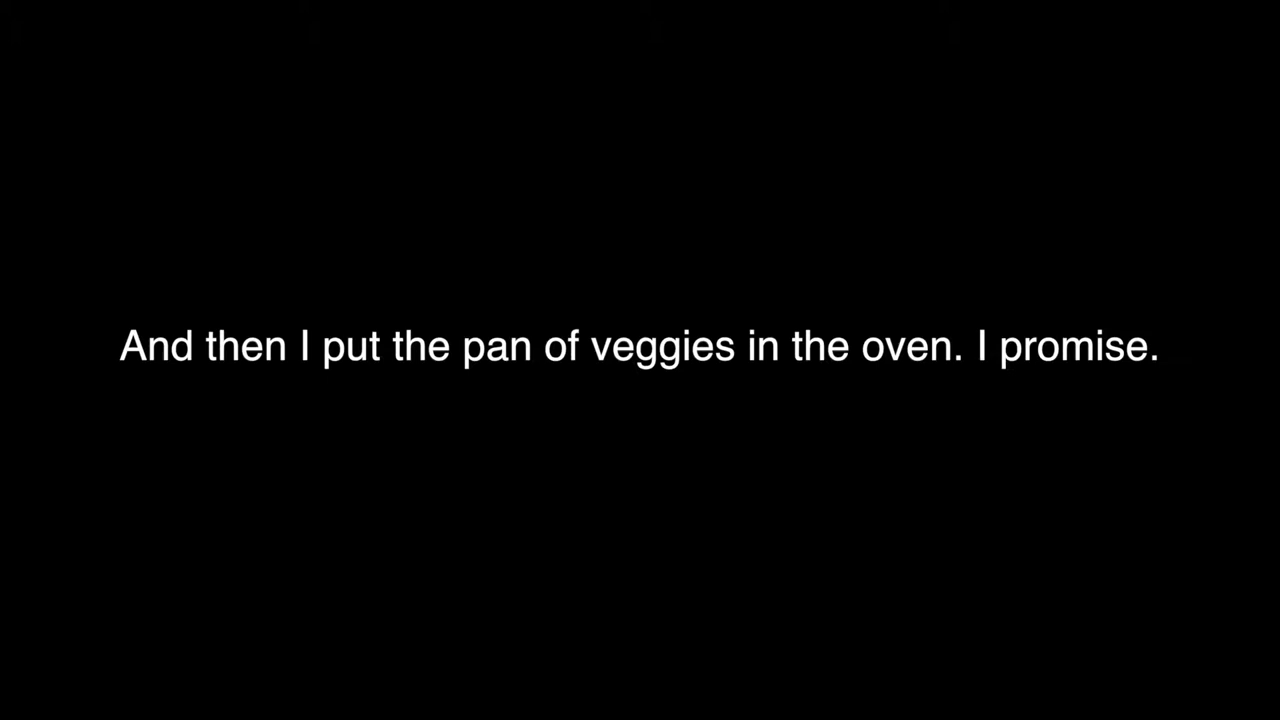 And then I put the pan of veggies in the oven. I promise.